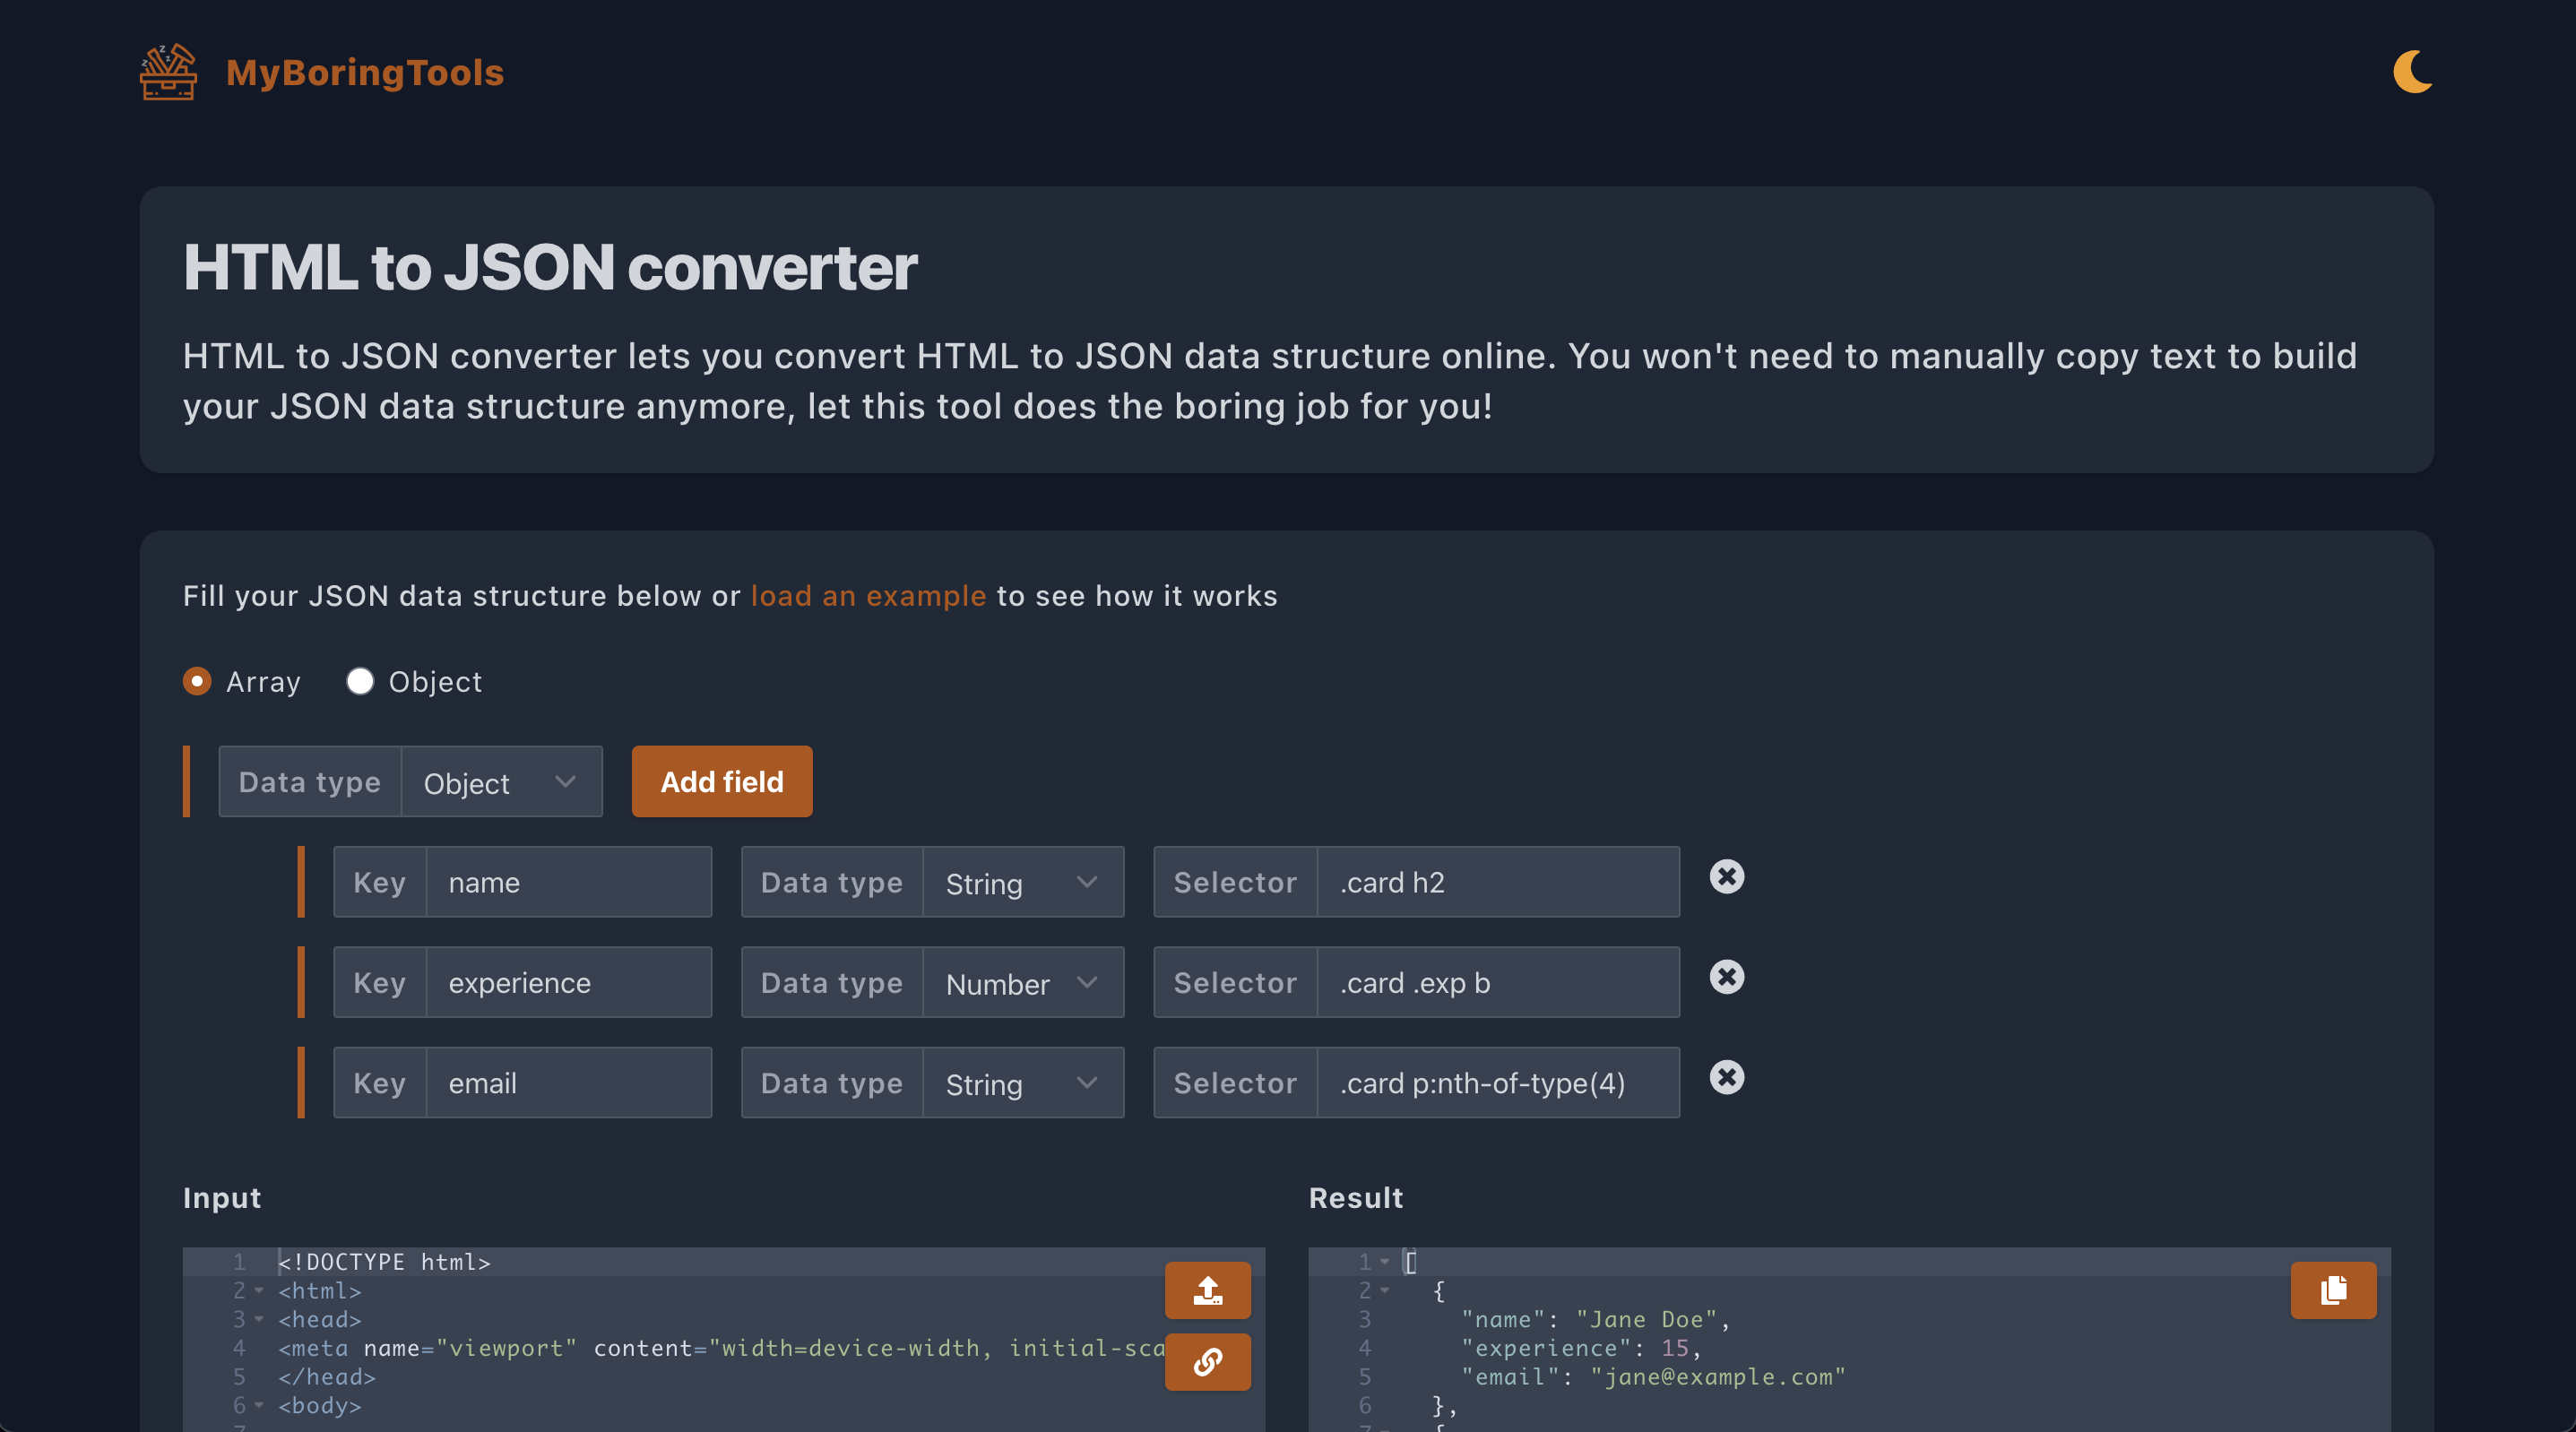 MyBoringTools
HTML to JSON converter
HTML to JSON converter lets you convert HTML to JSON data structure online. You won't need to manually copy text to build
your JSON data structure anymore, let this tool does the boring job for you!
Fill your JSON data structure below or load an example to see how it works
Array Object
Data type Object Add field
Key name Data type String Selector .card h2
Key experience Data type Number Selector .card .exp b
Key email Data type String Selector .card p:nth-of-type(4)
Input
1 <!DOCTYPE html>
2 <html>
3 <head>
4 <meta name="viewport" content="width=device-width, initial-sca
5 </head>
6 <body>
7
Result
1 [
2 {
3 "name": "Jane Doe",
4 "experience": 15,
5 "email": "jane@example.com"
6 },
7 {